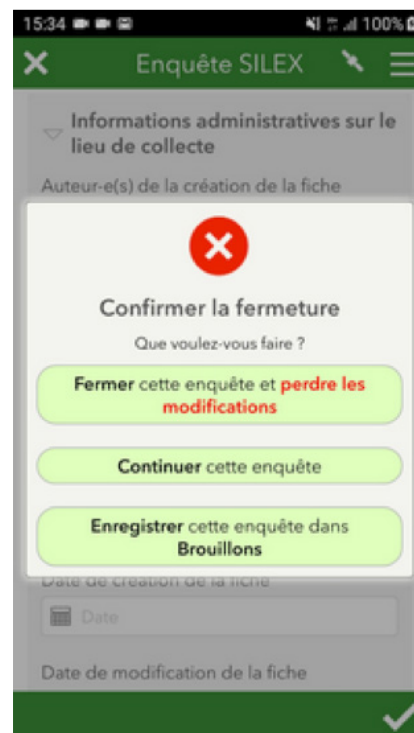 15:34 100%
Enquête SILEX
Informations administratives sur le
lieu de collecte
Auteur-e(s) de la création de la fiche
Confirmer la fermeture
Que voulez-vous faire ?
Fermer cette enquête et perdre les
modifications
Continuer cette enquête
Enregistrer cette enquête dans
Brouillons
Date de création de la fiche
Date
Date de modification de la fiche